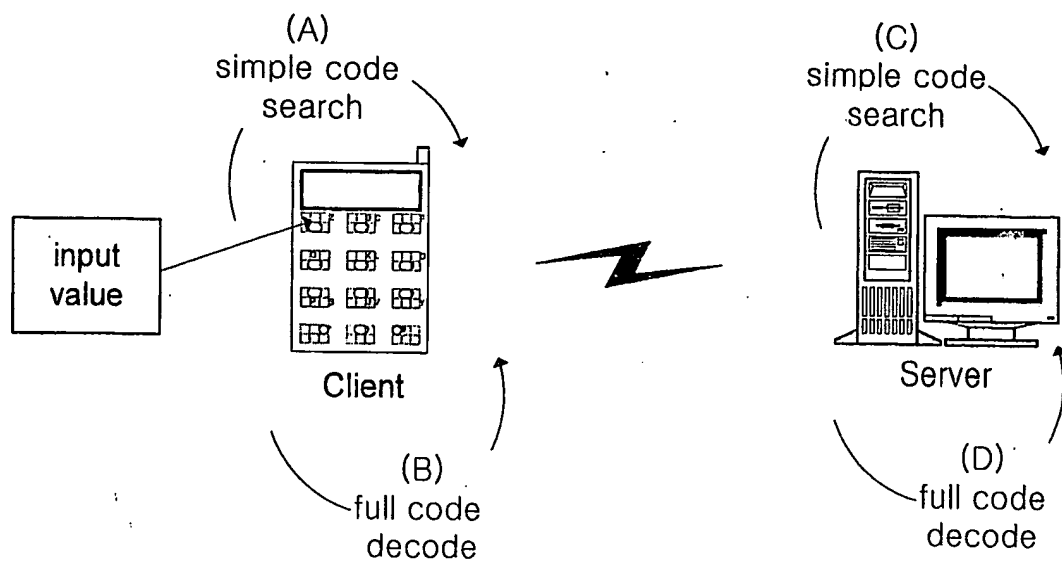 (A)
simple code
search
(C)
simple code
search
input
value
Client
Server
(B)
full code
decode
(D)
full code
decode